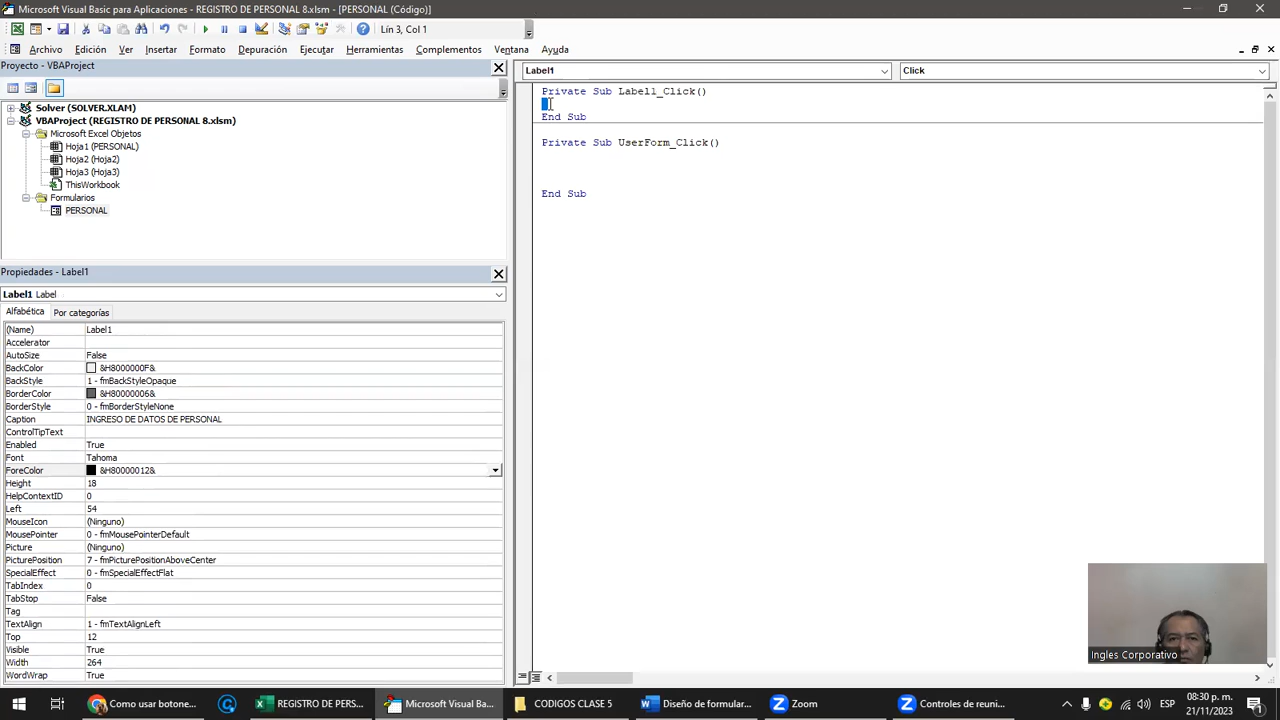 Microsoft Visual Basic para Aplicaciones - REGISTRO DE PERSONAL 8.xlsm - [PERSONAL (Código)]
Lín 3, Col 1
Archivo Edición Ver Insertar Formato Depuración Ejecutar Herramientas Complementos Ventana Ayuda
Proyecto - VBAProject
Solver (SOLVER.XLAM)
VBAProject (REGISTRO DE PERSONAL 8.xlsm)
Microsoft Excel Objetos
Hoja1 (PERSONAL)
Hoja2 (Hoja2)
Hoja3 (Hoja3)
ThisWorkbook
Formularios
PERSONAL
Propiedades - Label1
Label1 Label
Alfabética Por categorías
(Name) Label1
Accelerator
AutoSize False
BackColor &H8000000F&
BackStyle 1 - fmBackStyleOpaque
BorderColor &H80000006&
BorderStyle 0 - fmBorderStyleNone
Caption INGRESO DE DATOS DE PERSONAL
ControlTipText
Enabled True
Font Tahoma
ForeColor &H80000012&
Height 18
HelpContextID 0
Left 54
MouseIcon (Ninguno)
MousePointer 0 - fmMousePointerDefault
Picture (Ninguno)
PicturePosition 7 - fmPicturePositionAboveCenter
SpecialEffect 0 - fmSpecialEffectFlat
TabIndex 0
TabStop False
Tag
TextAlign 1 - fmTextAlignLeft
Top 12
Visible True
Width 264
WordWrap True
Label1 Click
Private Sub Label1_Click()
End Sub
Private Sub UserForm_Click()
End Sub
Ingles Corporativo
Como usar botone...
REGISTRO DE PERS...
Microsoft Visual Ba...
CODIGOS CLASE 5
Diseño de formular...
Zoom
Controles de reuni...
ESP
08:30 p. m.
21/11/2023